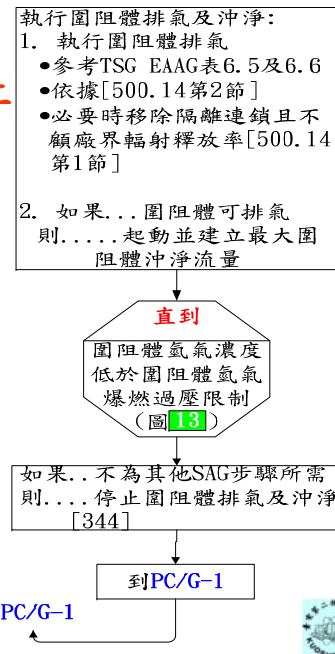 執行圍阻體排氣及沖淨:
1. 執行圍阻體排氣
●參考TSG EAAG表6.5及6.6
●依據[500.14第2節]
●必要時移除隔離連鎖且不
顧廠界輻射釋放率[500.14
第1節]
2. 如果...圍阻體可排氣
則.....起動並建立最大圍
阻體沖淨流量
直到
圍阻體氫氣濃度
低於圍阻體氫氣
爆燃過壓限制
(圖13)
如果..不為其他SAG步驟所需
則....停止圍阻體排氣及沖淨
[344]
到PC/G-1
PC/G-1